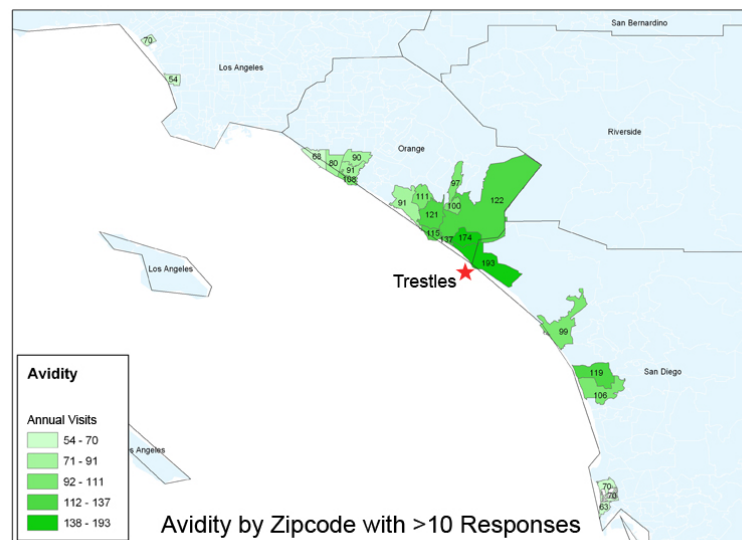 San Bernardino
70
Los Angeles
54
Riverside
Orange
68
80
90
91
108
97
111
91
100
122
121
115
137
174
193
Los Angeles
Trestles
99
119
San Diego
106
Avidity
Annual Visits
54 - 70
71 - 91
92 - 111
112 - 137
138 - 193
os Angeles
70
70
63
Avidity by Zipcode with >10 Responses